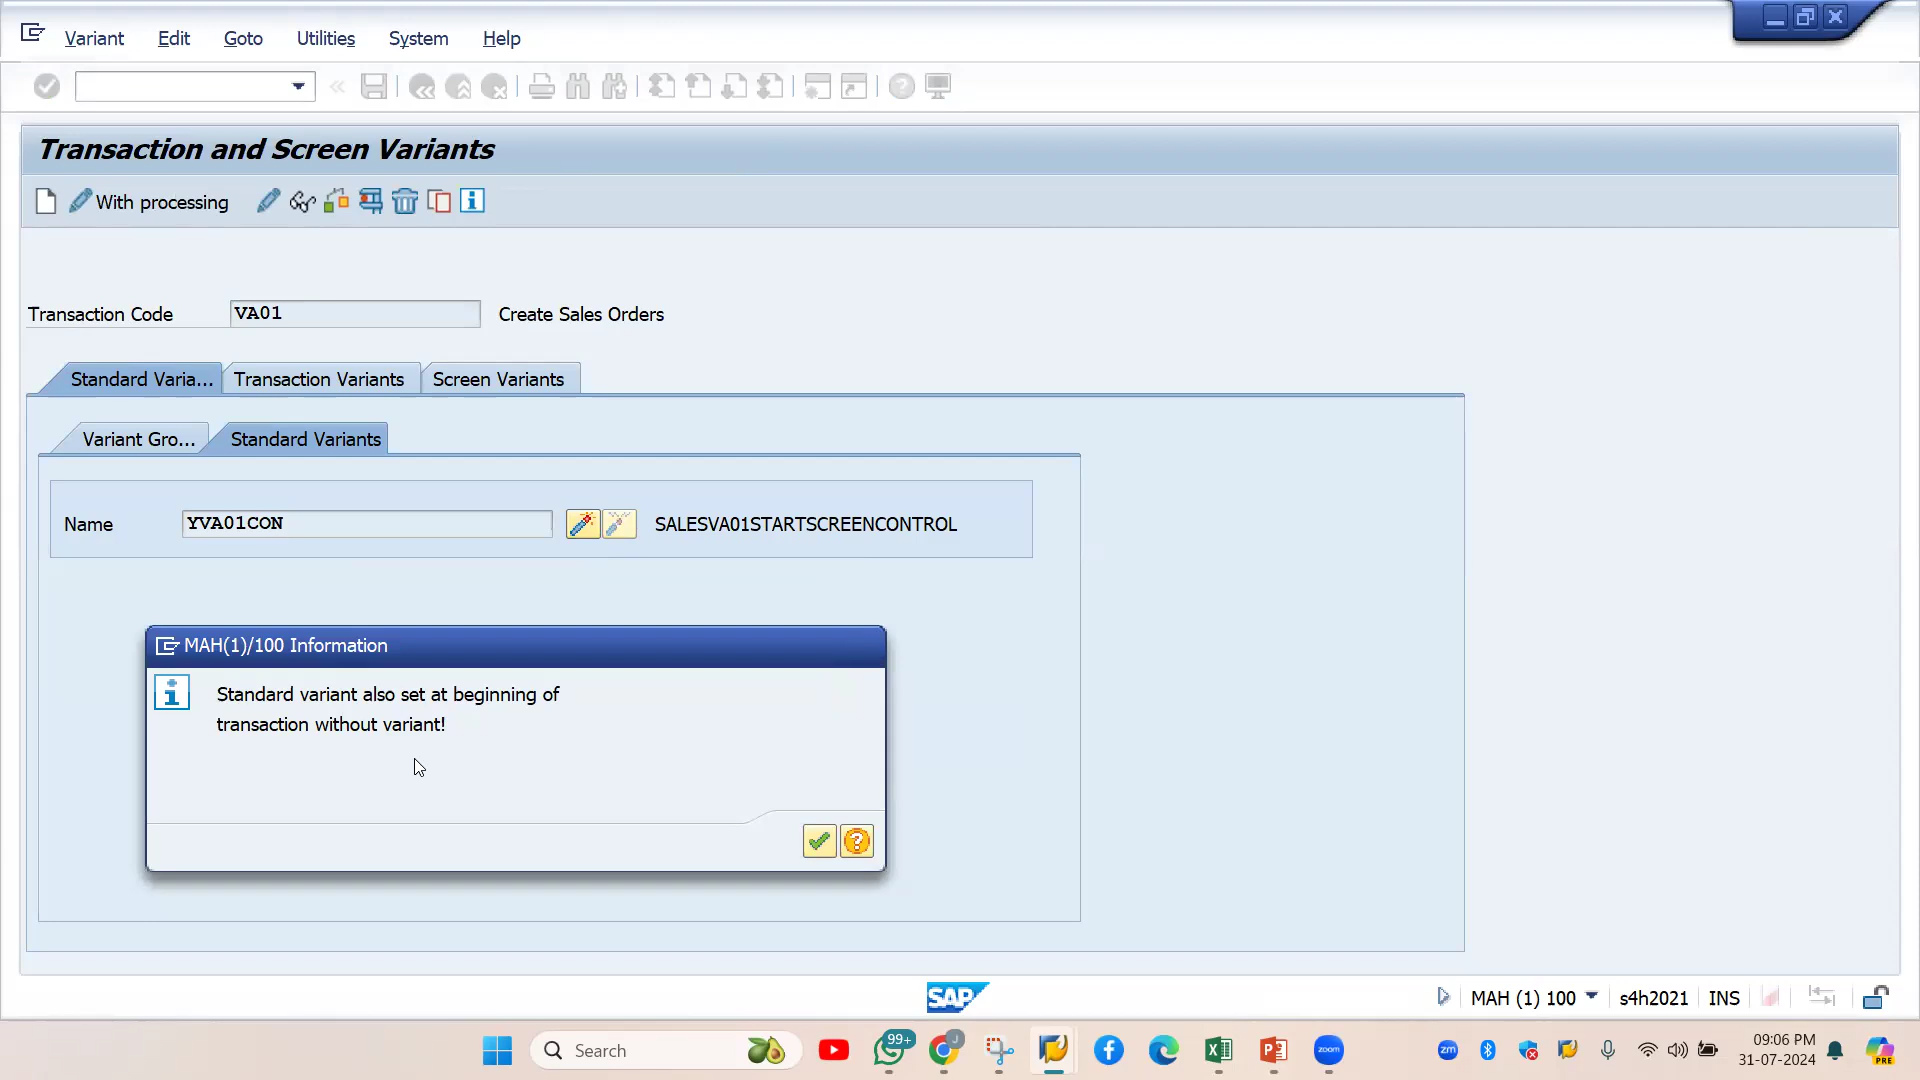 Variant Edit Goto Utilities System Help
Transaction and Screen Variants
With processing
Transaction Code VA01 Create Sales Orders
Standard Varia... Transaction Variants Screen Variants
Variant Gro... Standard Variants
Name YVA01CON SALESVA01STARTSCREENCONTROL
MAH(1)/100 Information
Standard variant also set at beginning of
transaction without variant!
SAP
MAH (1) 100 s4h2021 INS
Search
99+
J
zoom
zm
09:06 PM
31-07-2024
PRE